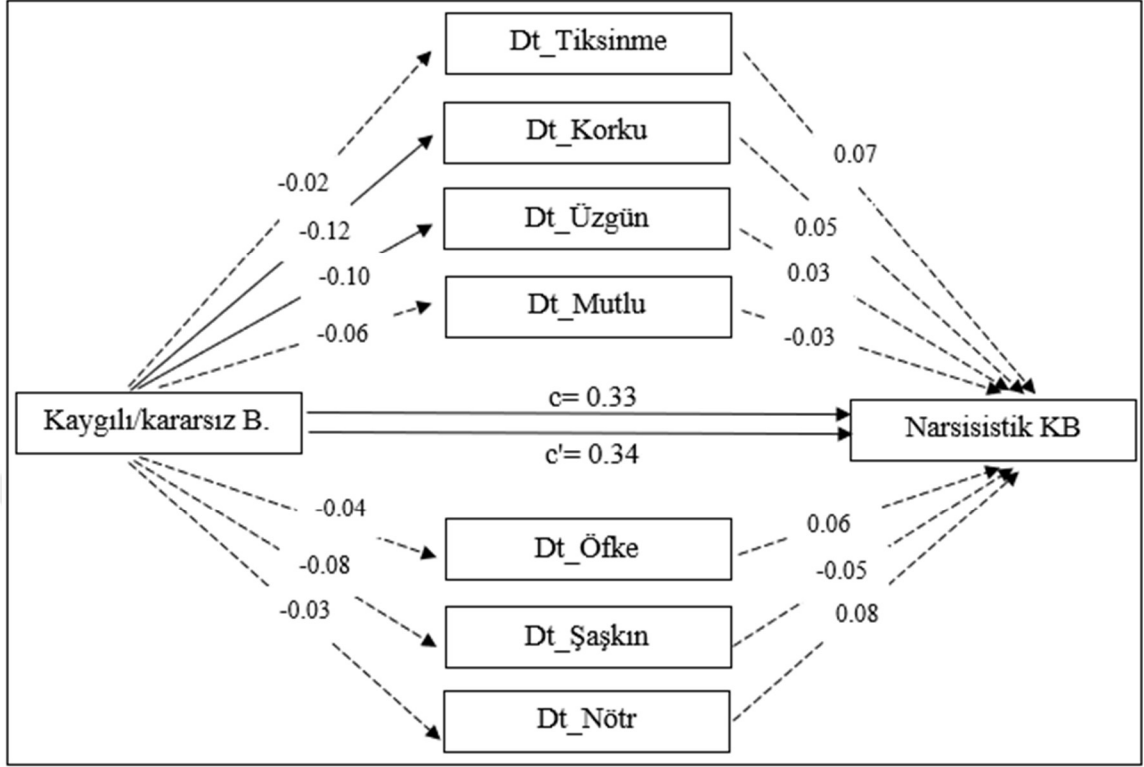 Dt_Tiksinme
Dt_Korku
Dt_Üzgün
Dt_Mutlu
-0.02
-0.12
-0.10
-0.06
0.07
0.05
0.03
-0.03
Kaygılı/kararsız B.
c= 0.33
c'= 0.34
Narsisistik KB
-0.04
-0.08
-0.03
Dt_Öfke
Dt_Şaşkın
Dt_Nötr
0.06
-0.05
0.08